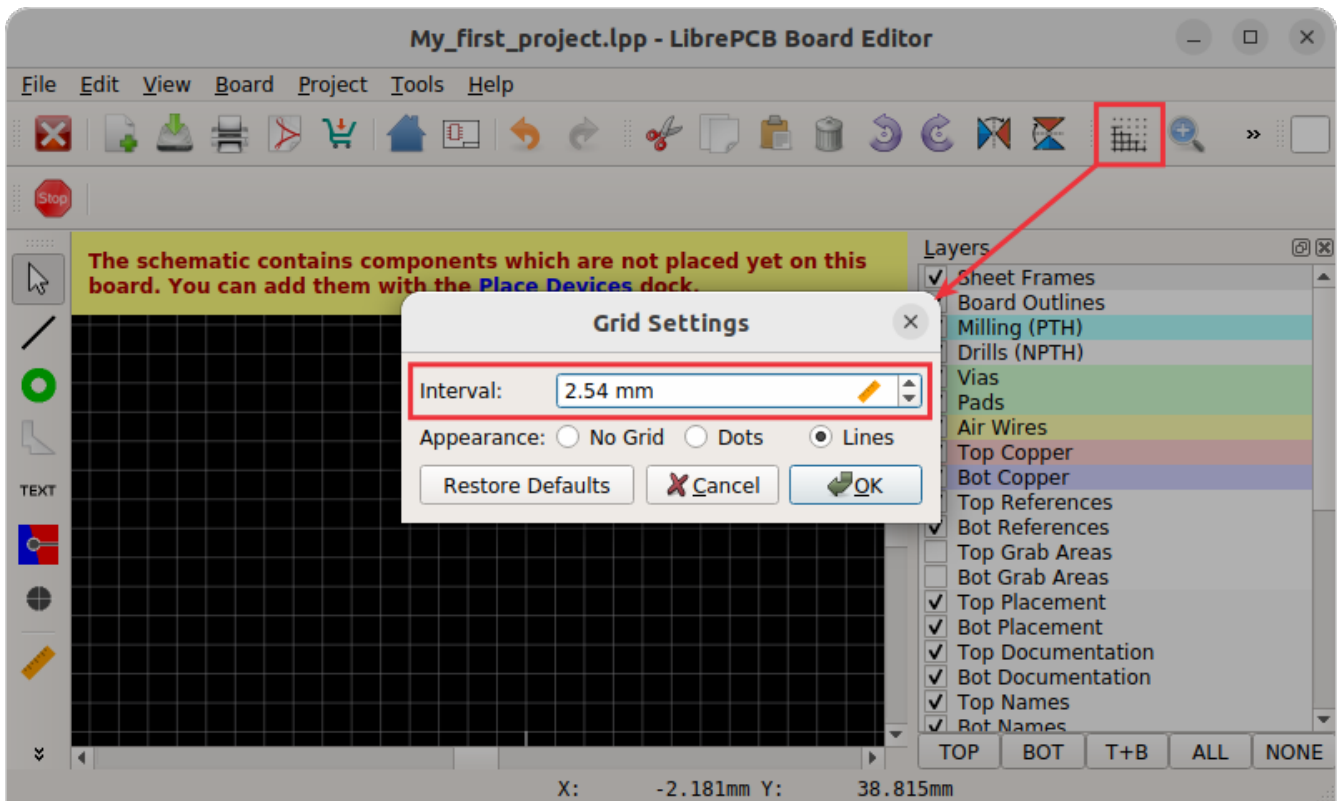 My_first_project.lpp - LibrePCB Board Editor
File Edit View Board Project Tools Help
»
Stop
The schematic contains components which are not placed yet on this
board. You can add them with the Place Devices dock.
Layers
Sheet Frames
Board Outlines
Milling (PTH)
Drills (NPTH)
Vias
Pads
Air Wires
Top Copper
Bot Copper
Top References
Bot References
Top Grab Areas
Bot Grab Areas
Top Placement
Bot Placement
Top Documentation
Bot Documentation
Top Names
Bot Names
TOP BOT T+B ALL NONE
Grid Settings
Interval: 2.54 mm
Appearance: No Grid Dots Lines
Restore Defaults Cancel OK
TEXT
X: -2.181mm Y: 38.815mm